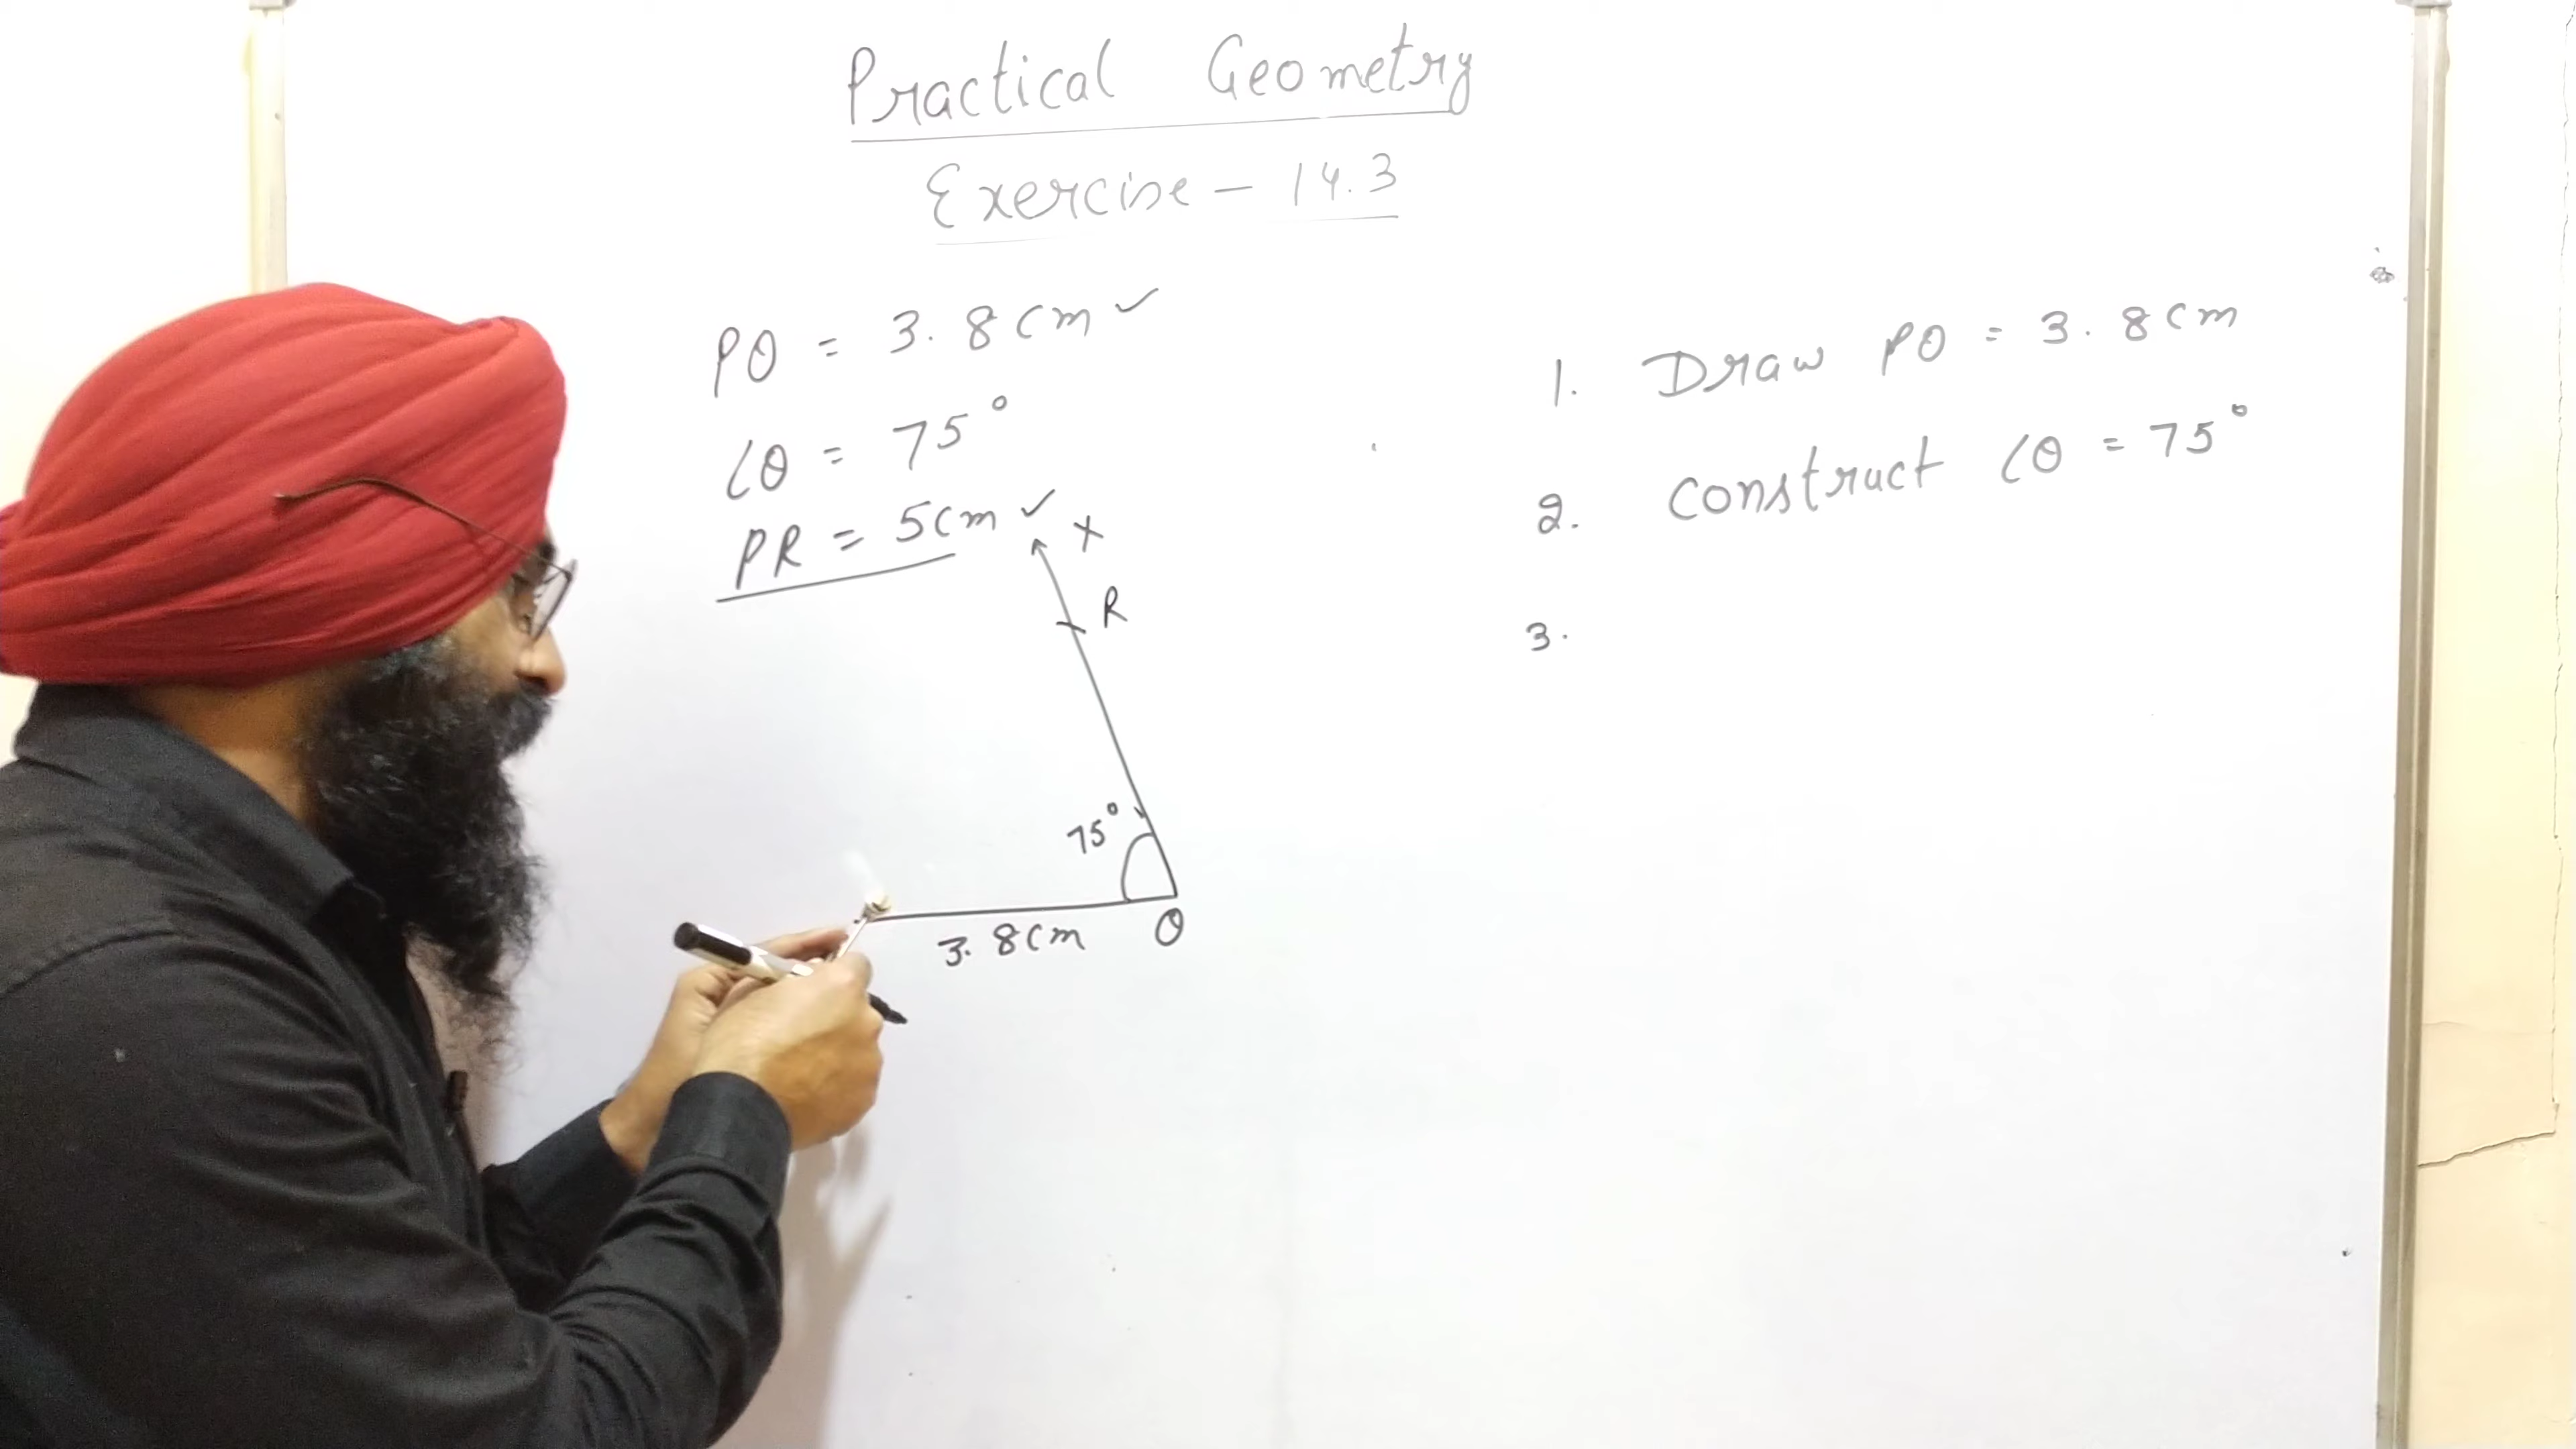 Practical Geometry
Exercise - 14.3
PQ = 3.8cm ✓
∠Q = 75°
PR = 5cm ✓
X
R
75°
3.8cm
Q
1. Draw PQ = 3.8cm
2. Construct ∠Q = 75°
3.